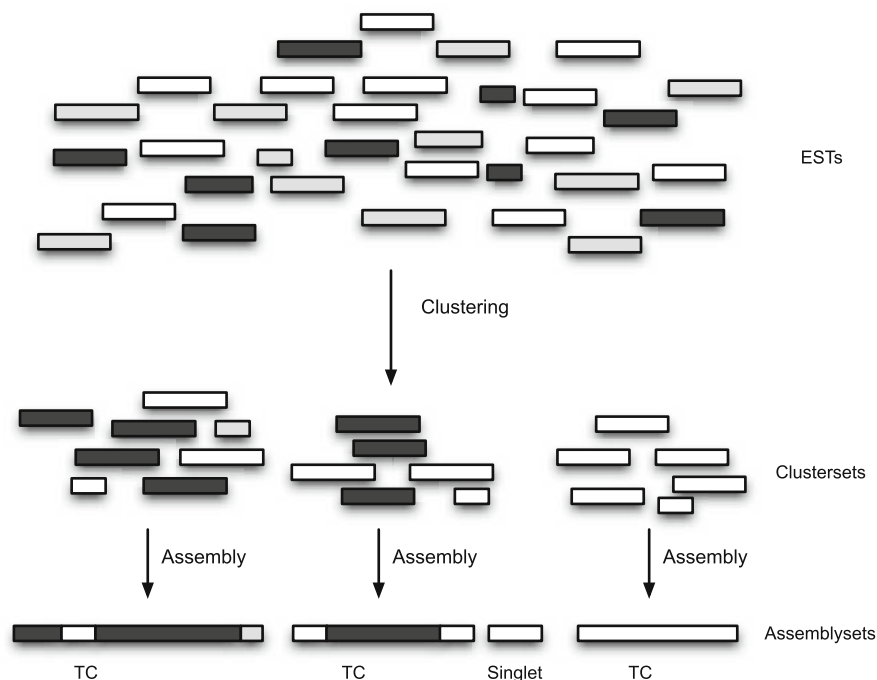 ESTs
Clustering
Clustersets
Assembly Assembly Assembly
Assemblysets
TC TC Singlet TC